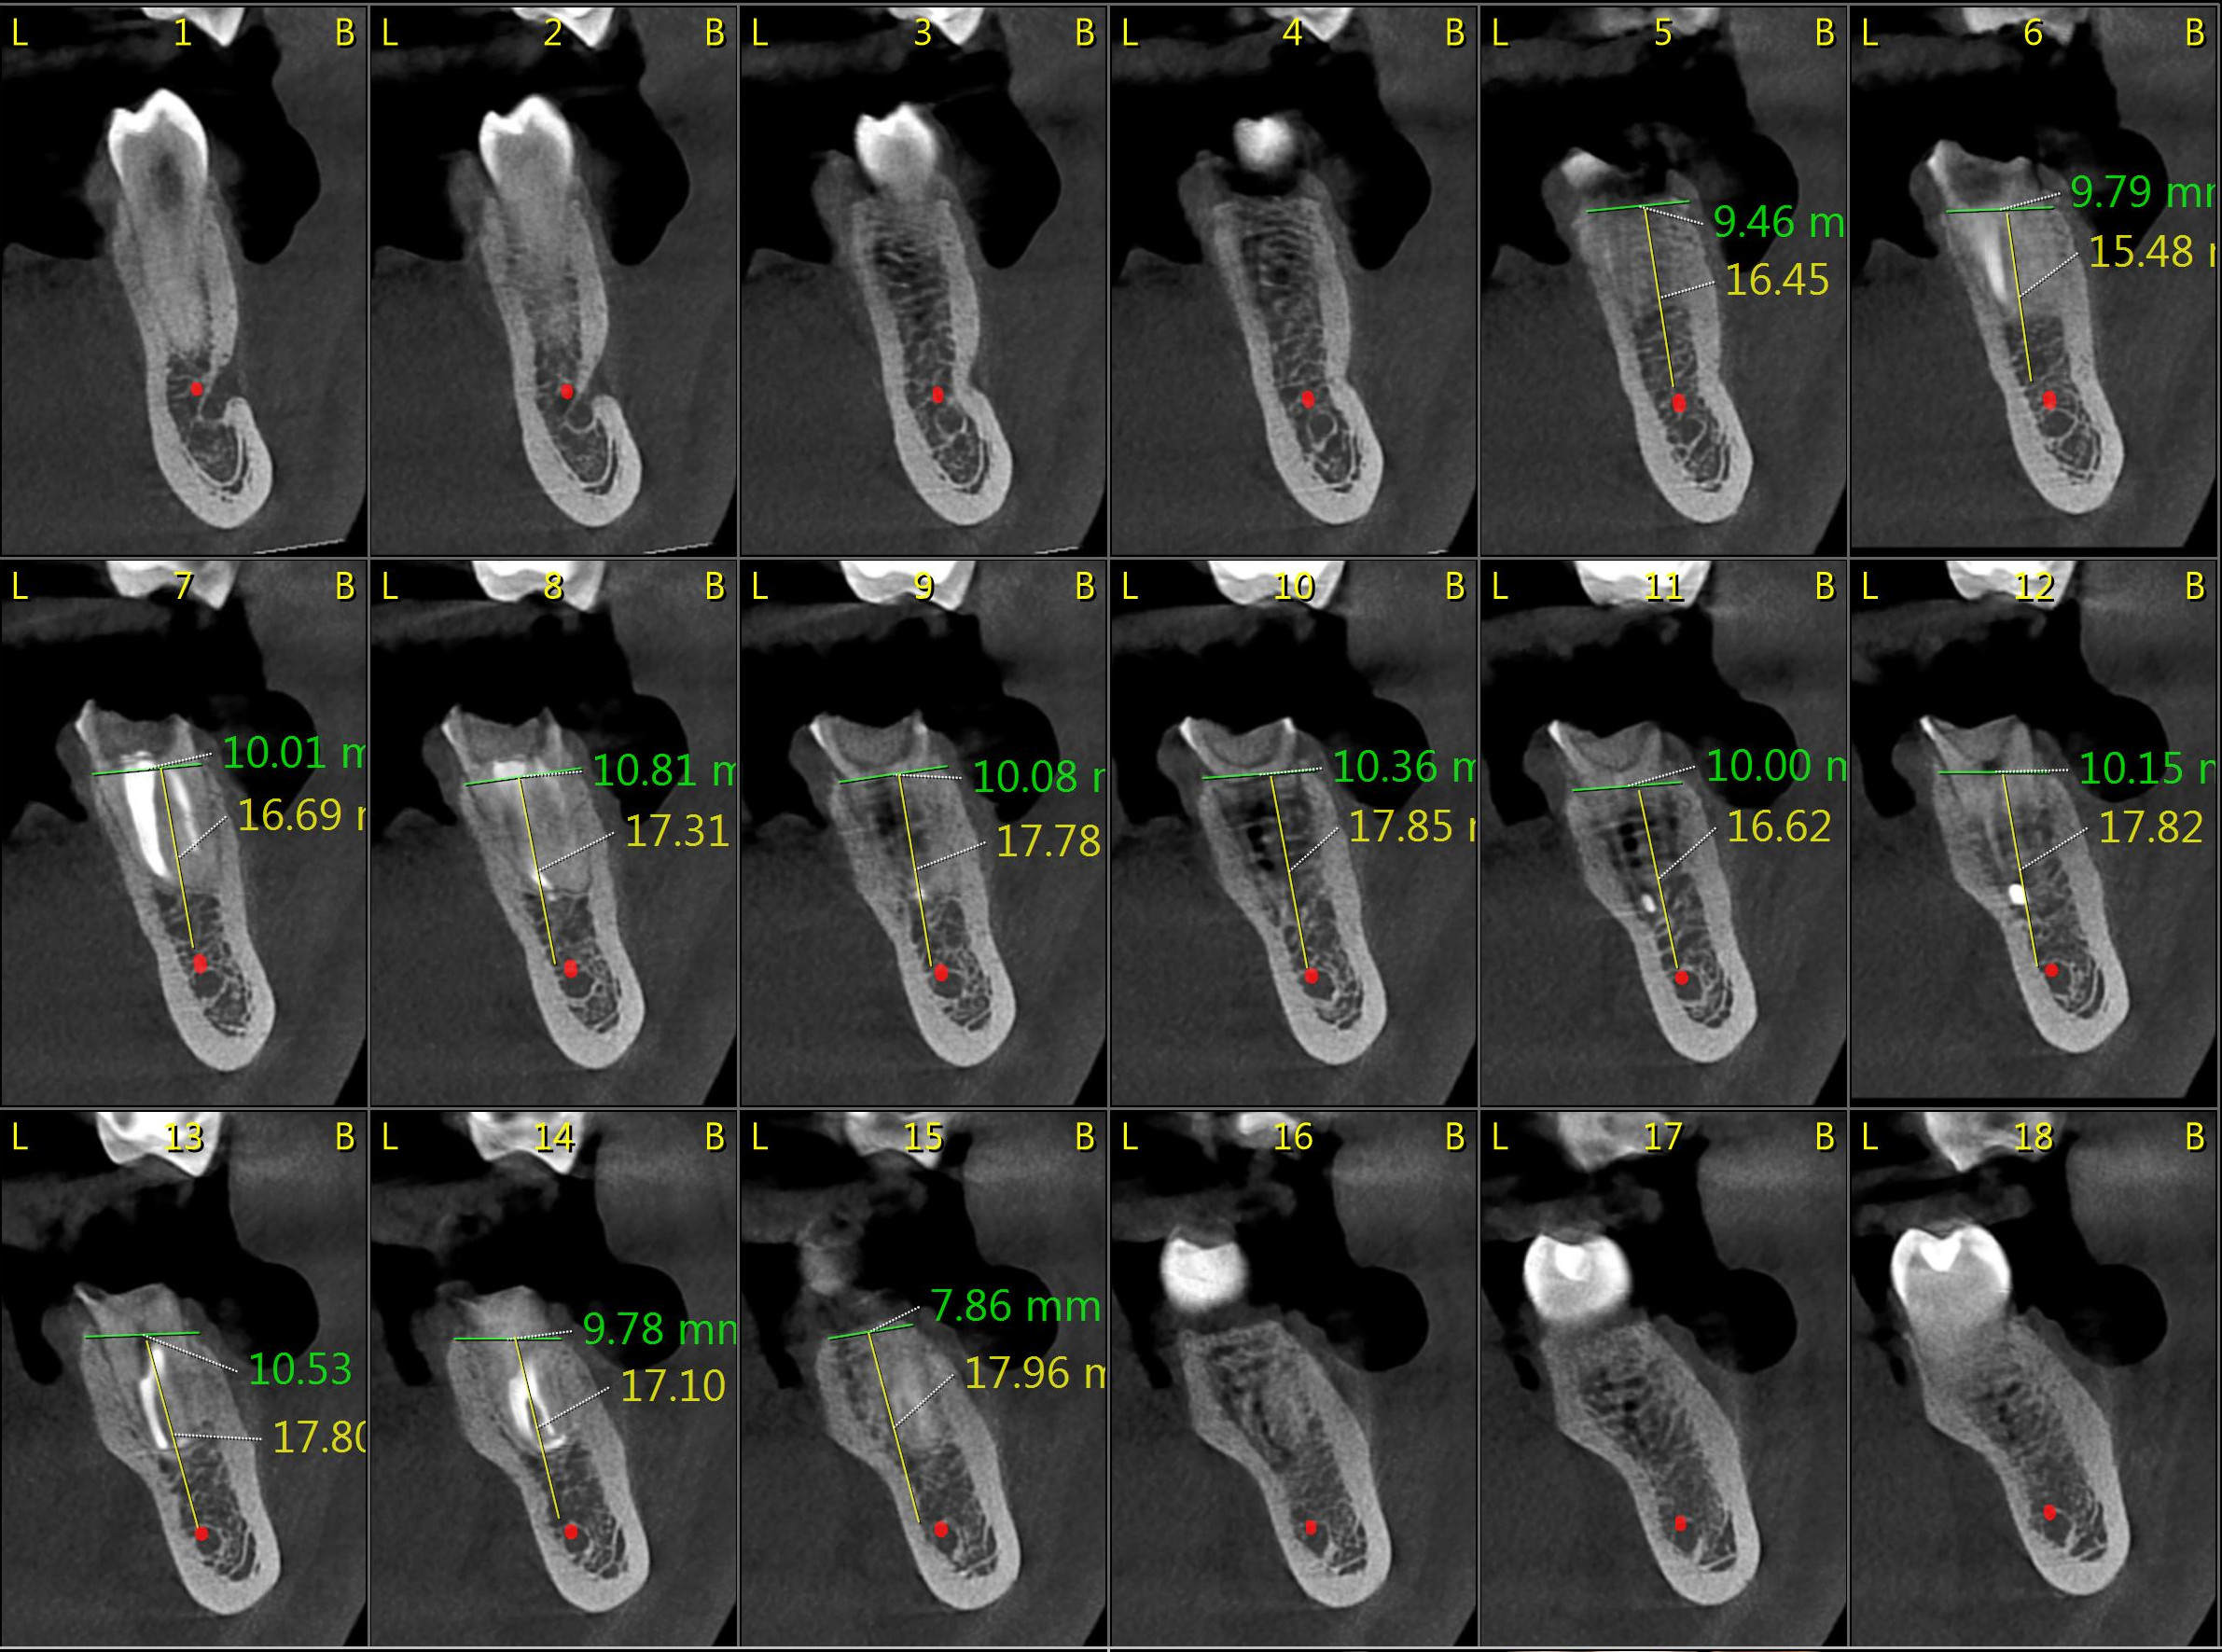 L 1 B
L 2 B
L 3 B
L 4 B
L 5 B
9.46 m
16.45
L 6 B
9.79 m
15.48
L 7 B
10.01 m
16.69
L 8 B
10.81 m
17.31
L 9 B
10.08
17.78
L 10 B
10.36 m
17.85
L 11 B
10.00
16.62
L 12 B
10.15
17.82
L 13 B
10.53
17.80
L 14 B
9.78 mm
17.10
L 15 B
7.86 mm
17.96 m
L 16 B
L 17 B
L 18 B